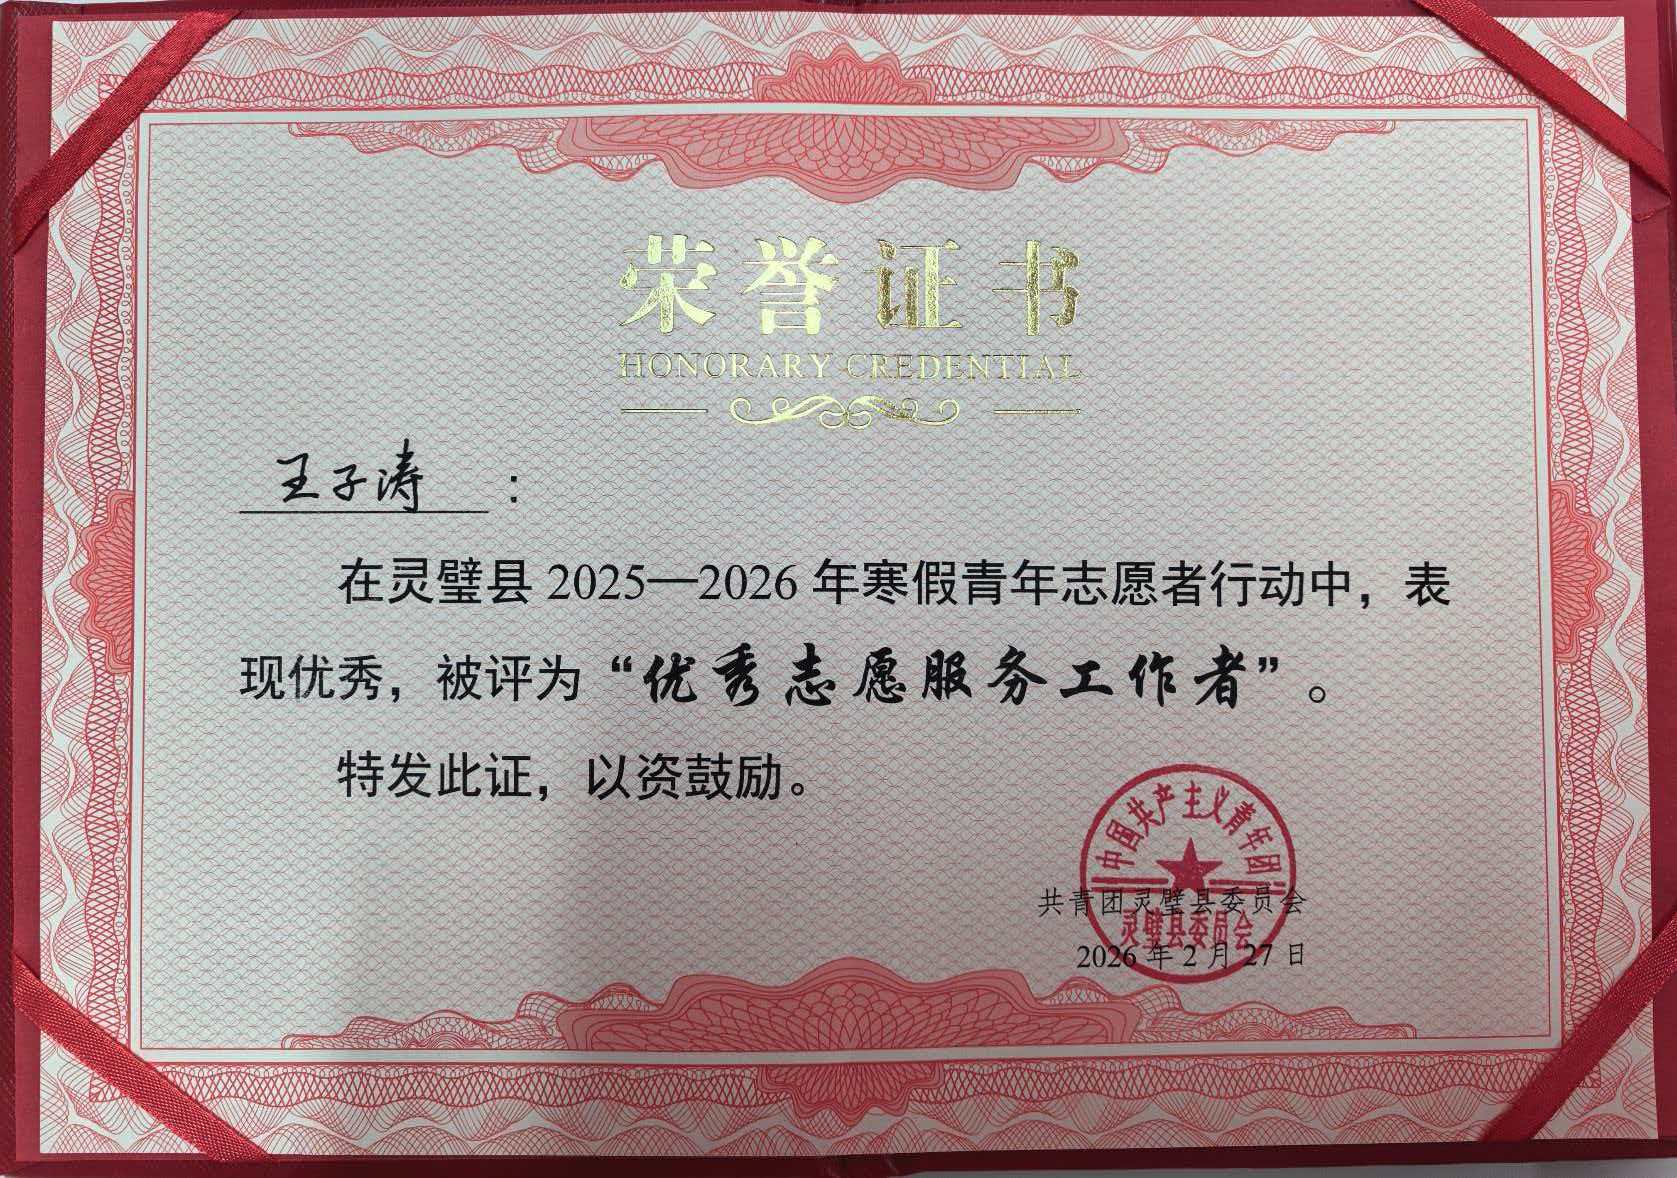 荣誉证书
HONORARY CREDENTIAL
王子涛：
在灵璧县2025—2026年寒假青年志愿者行动中，表
现优秀，被评为“优秀志愿服务工作者”。
特发此证，以资鼓励。
中国共产主义青年团
共青团灵璧县委员会
灵璧县委员会
2026年2月27日